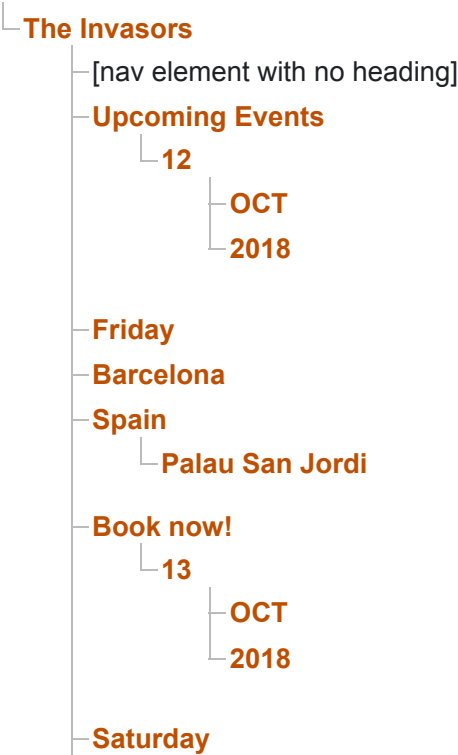 The Invasors
[nav element with no heading]
Upcoming Events
12
OCT
2018
Friday
Barcelona
Spain
Palau San Jordi
Book now!
13
OCT
2018
Saturday